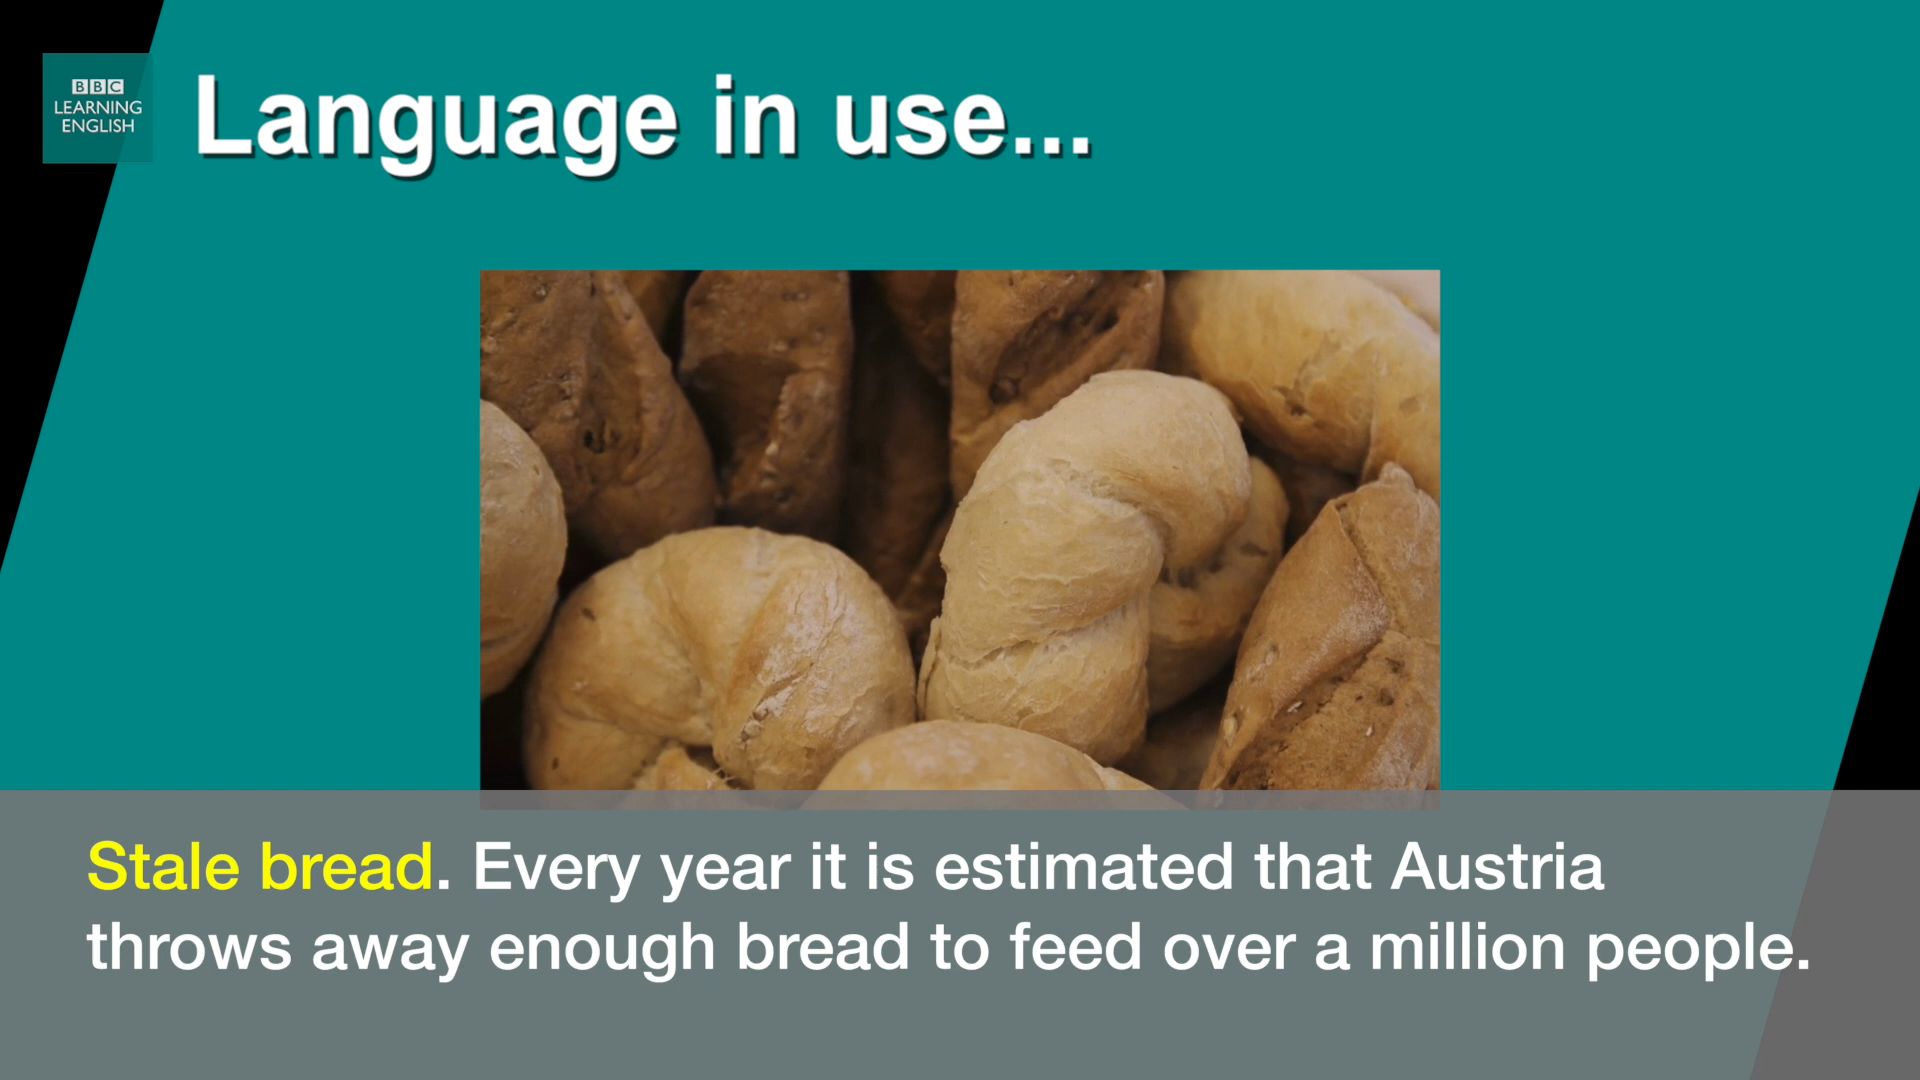 BBC
LEARNING
ENGLISH
Language in use...
Stale bread. Every year it is estimated that Austria
throws away enough bread to feed over a million people.